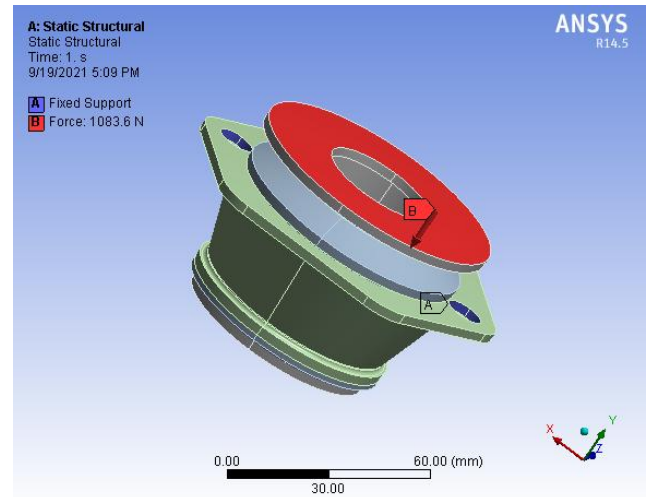 A: Static Structural
Static Structural
Time: 1. s
9/19/2021 5:09 PM
A Fixed Support
B Force: 1083.6 N
ANSYS
R14.5
B
A
0.00 60.00 (mm)
30.00
X Y Z